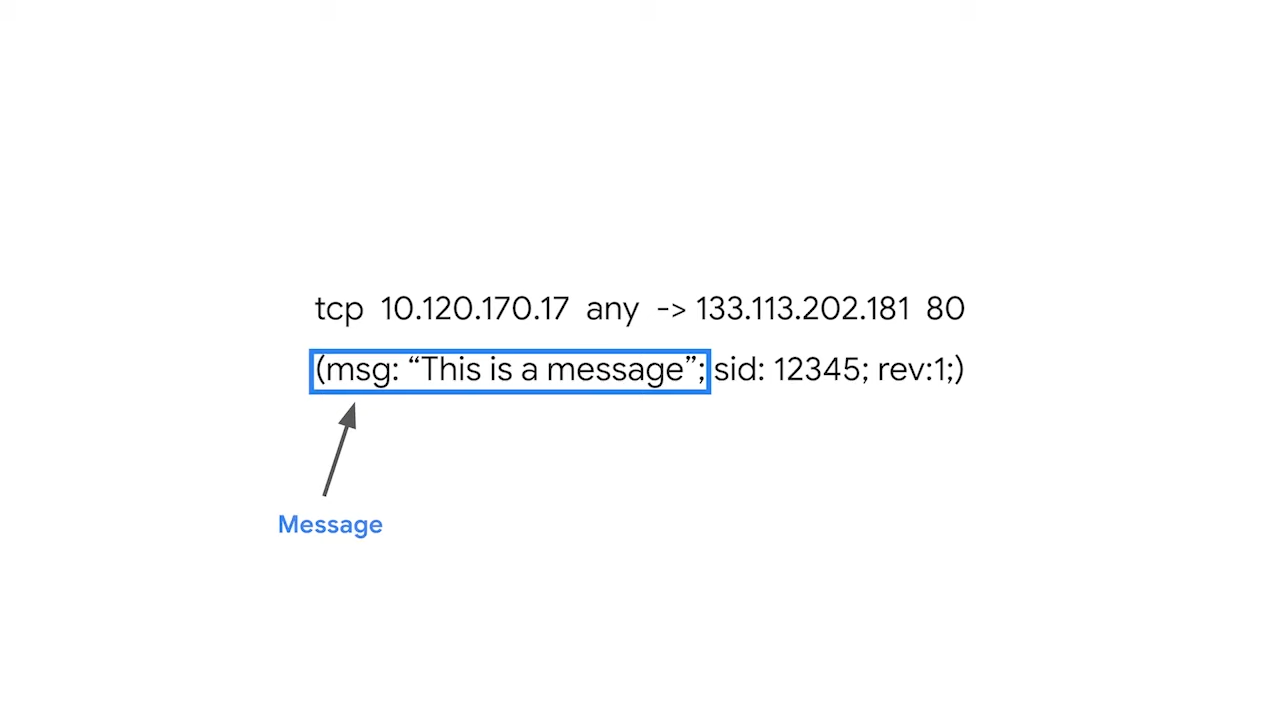 tcp 10.120.170.17 any -> 133.113.202.181 80
(msg: “This is a message”; sid: 12345; rev:1;)
Message